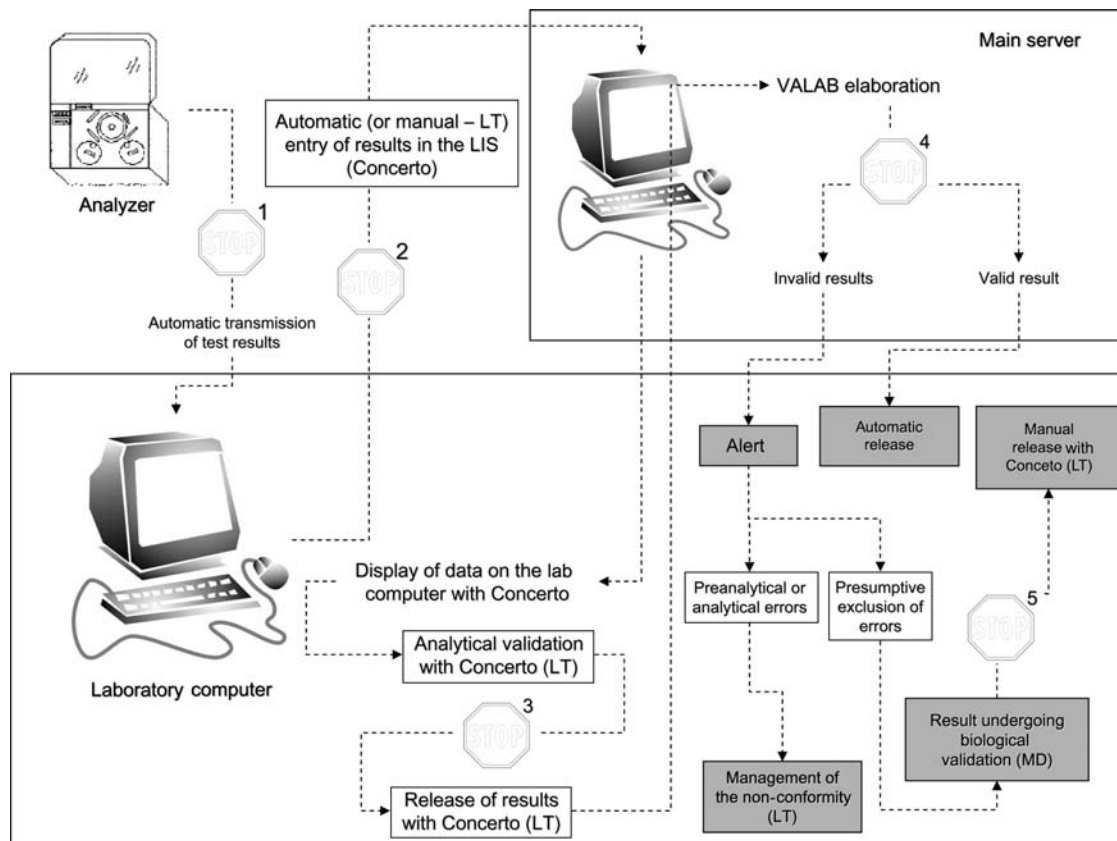 Main server
Analyzer
1
Automatic transmission
of test results
STOP
Automatic (or manual – LT)
entry of results in the LIS
(Concerto)
2
STOP
VALAB elaboration
4
STOP
Invalid results
Valid result
Laboratory computer
Display of data on the lab
computer with Concerto
Analytical validation
with Concerto (LT)
3
STOP
Release of results
with Concerto (LT)
Alert
Automatic
release
Manual
release with
Conceto (LT)
Preanalytical or
analytical errors
Presumptive
exclusion of
errors
5
STOP
Management of
the non-conformity
(LT)
Result undergoing
biological
validation (MD)